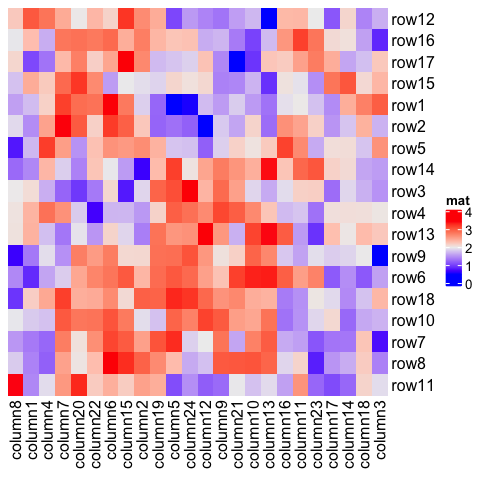 row12
row16
row17
row15
row1
row2
row5
row14
row3
row4
row13
row9
row6
row18
row10
row7
row8
row11
mat
4
3
2
1
0
column8
column1
column4
column7
column20
column22
column6
column15
column2
column19
column5
column24
column12
column9
column21
column10
column13
column16
column11
column23
column17
column14
column18
column3